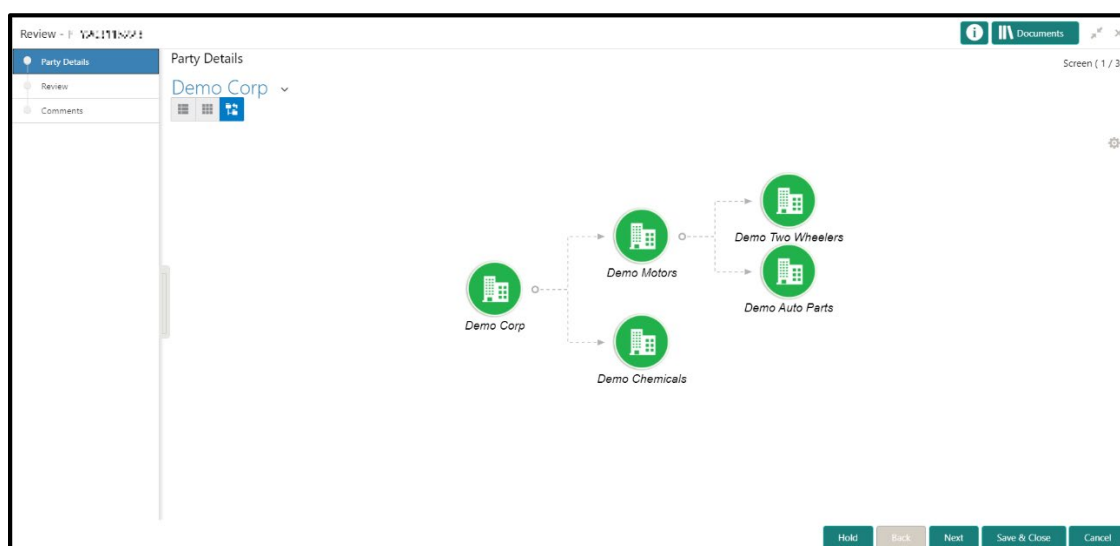 Review -
Documents
Party Details
Review
Comments
Party Details
Screen ( 1 / 3
Demo Corp
Demo Two Wheelers
Demo Motors
Demo Auto Parts
Demo Corp
Demo Chemicals
Hold
Back
Next
Save & Close
Cancel